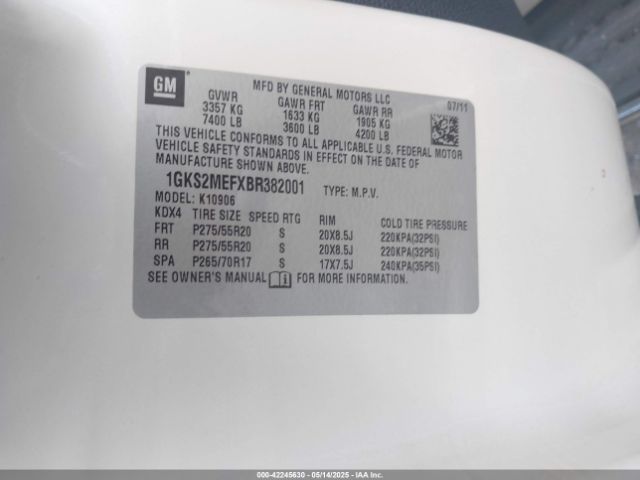 GM
MFD BY GENERAL MOTORS LLC 07/11
GVWR GAWR FRT GAWR RR
3357 KG 1633 KG 1905 KG
7400 LB 3600 LB 4200 LB
THIS VEHICLE CONFORMS TO ALL APPLICABLE U.S. FEDERAL MOTOR
VEHICLE SAFETY STANDARDS IN EFFECT ON THE DATE OF
MANUFACTURE SHOWN ABOVE.
1GKS2MEFXBR382001 TYPE: M.P.V.
MODEL: K10906
KDX4 TIRE SIZE SPEED RTG RIM COLD TIRE PRESSURE
FRT P275/55R20 S 20X8.5J 220KPA(32PSI)
RR P275/55R20 S 20X8.5J 220KPA(32PSI)
SPA P265/70R17 S 17X7.5J 240KPA(35PSI)
SEE OWNER'S MANUAL FOR MORE INFORMATION.
000-42245630 - 05/14/2025 - IAA Inc.